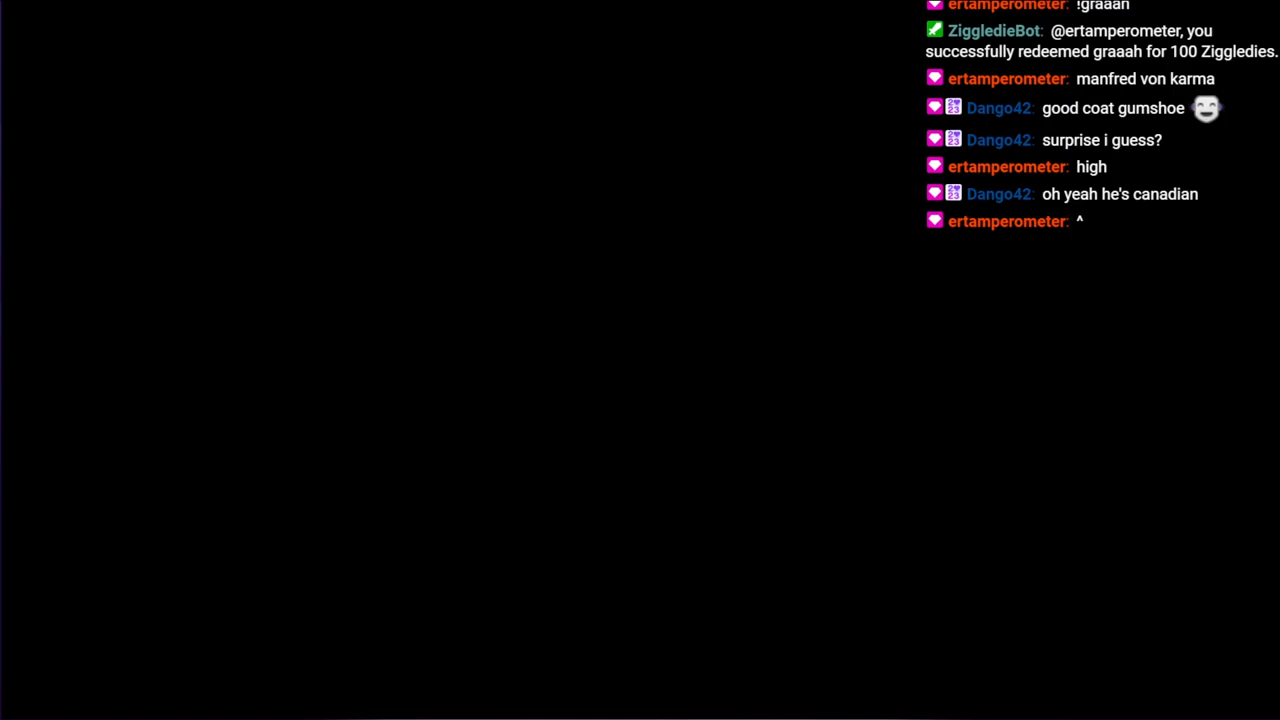 ertamperometer: !graaah
ZiggledieBot: @ertamperometer, you
successfully redeemed graaah for 100 Ziggledies.
ertamperometer: manfred von karma
Dango42: good coat gumshoe
Dango42: surprise i guess?
ertamperometer: high
Dango42: oh yeah he's canadian
ertamperometer: ^